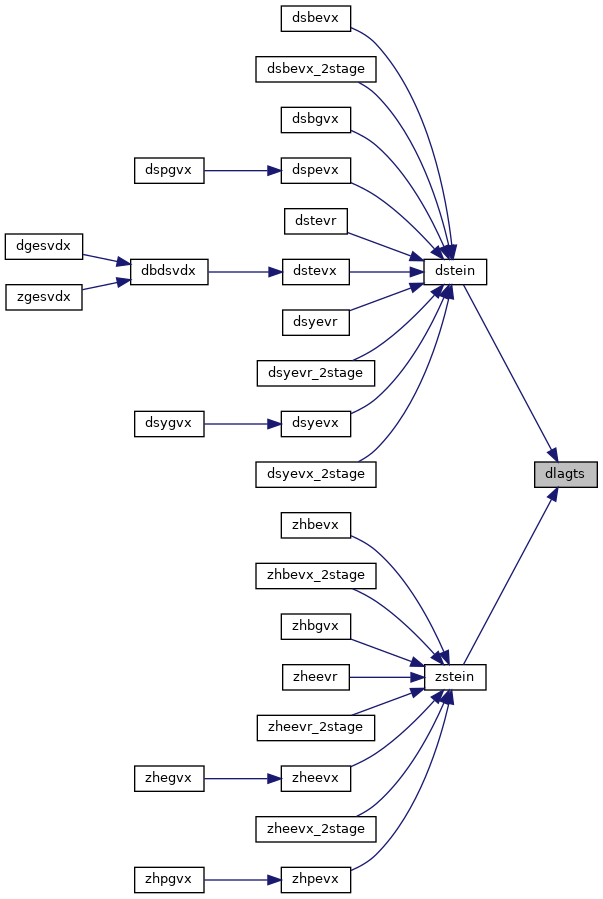 dsbevx
dsbevx_2stage
dsbgvx
dspgvx
dspevx
dstevr
dgesvdx
zgesvdx
dbdsvdx
dstevx
dstein
dsyevr
dsyevr_2stage
dsygvx
dsyevx
dsyevx_2stage
dlagts
zhbevx
zhbevx_2stage
zhbgvx
zheevr
zstein
zheevr_2stage
zhegvx
zheevx
zheevx_2stage
zhpgvx
zhpevx